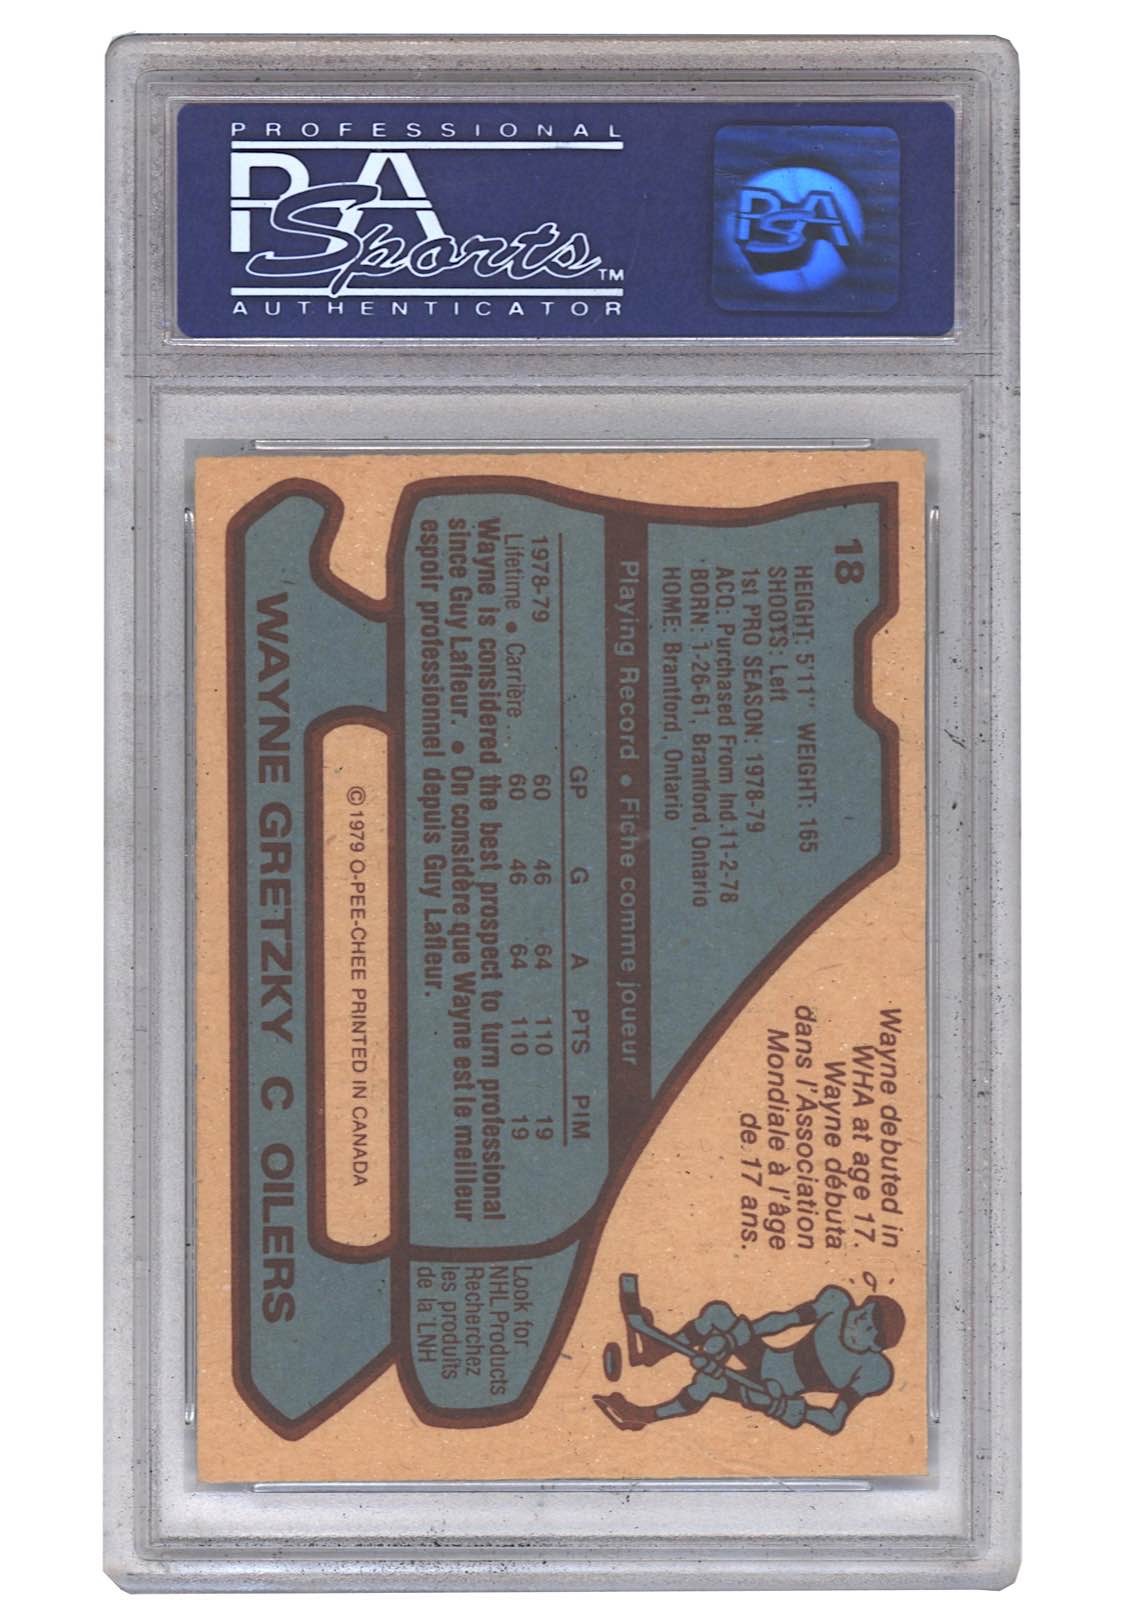 PROFESSIONAL
PSA
Sports™
AUTHENTICATOR
PSA
18
HEIGHT: 5'11" WEIGHT: 165
SHOOTS: Left
1st PRO SEASON: 1978-79
ACQ: Purchased From Ind.11-2-78
BORN: 1-26-61, Brantford, Ontario
HOME: Brantford, Ontario
Wayne debuted in
WHA at age 17.
Wayne débuta
dans l'Association
Mondiale à l'âge
de 17 ans.
Playing Record • Fiche comme joueur
GP G A PTS PIM
1978-79 60 46 64 110 19
Lifetime • Carrière ... 60 46 64 110 19
Wayne is considered the best prospect to turn professional
since Guy Lafleur. • On considère que Wayne est le meilleur
espoir professionnel depuis Guy Lafleur.
Look for
NHL Products
Recherchez
les produits
de la LNH
©1979 O-PEE-CHEE PRINTED IN CANADA
WAYNE GRETZKY C OILERS